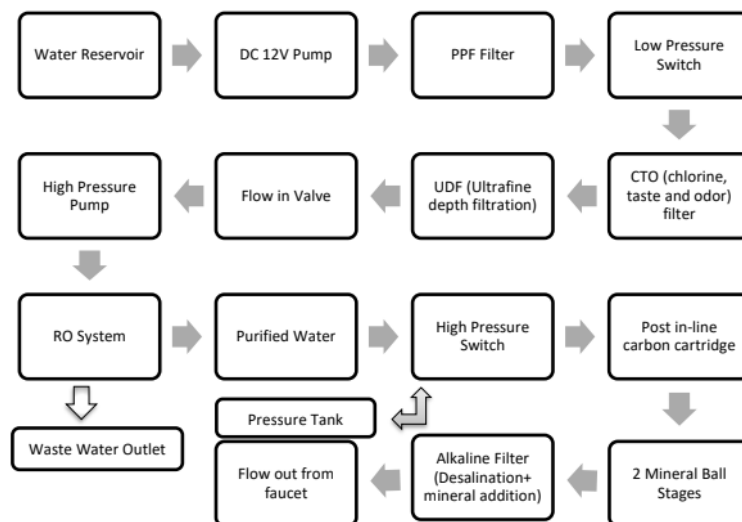 Water Reservoir
DC 12V Pump
PPF Filter
Low Pressure
Switch
CTO (chlorine,
taste and odor)
filter
UDF (Ultrafine
depth filtration)
Flow in Valve
High Pressure
Pump
RO System
Purified Water
High Pressure
Switch
Post in-line
carbon cartridge
Waste Water Outlet
Pressure Tank
2 Mineral Ball
Stages
Alkaline Filter
(Desalination+
mineral addition)
Flow out from
faucet